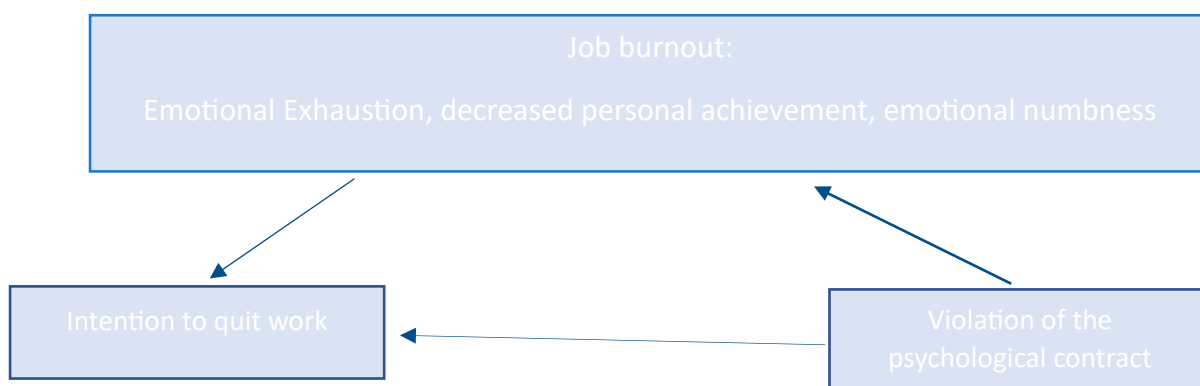 Job burnout:
Emotional Exhaustion, decreased personal achievement, emotional numbness
Intention to quit work
Violation of the
psychological contract